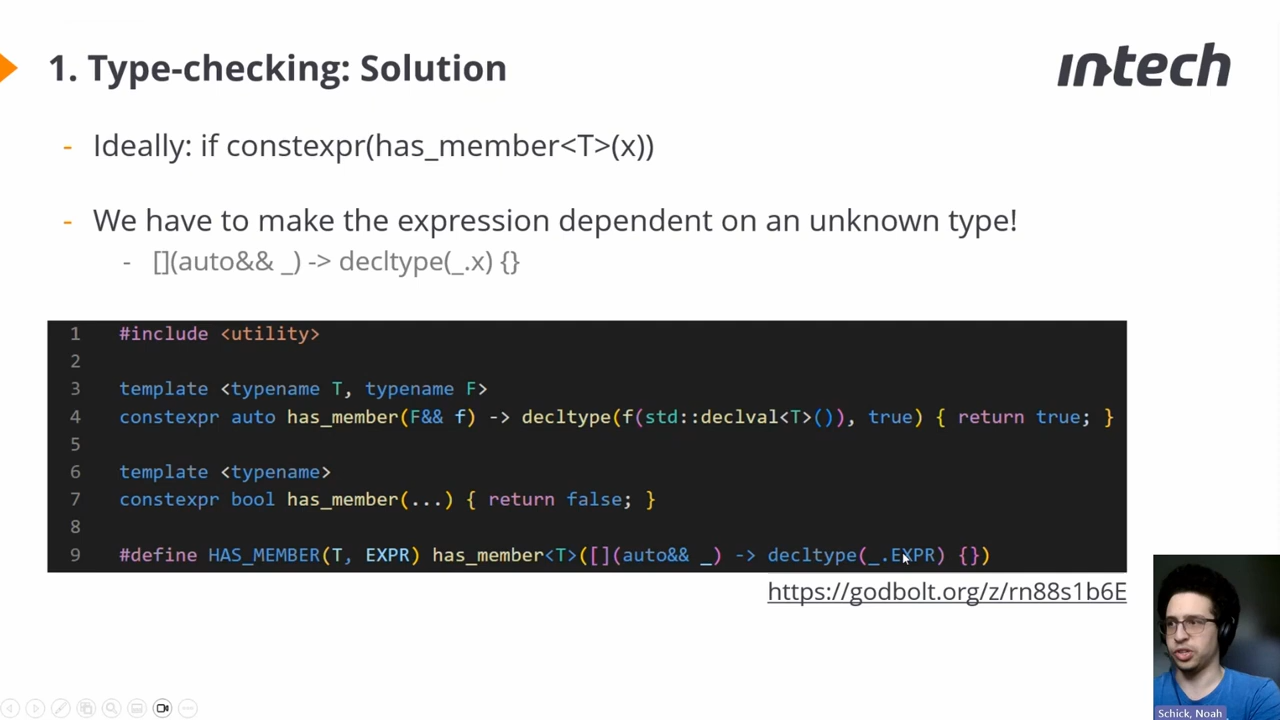 1. Type-checking: Solution
intech
- Ideally: if constexpr(has_member<T>(x))
- We have to make the expression dependent on an unknown type!
- [](auto&& _) -> decltype(_.x) {}
1 #include <utility>
2
3 template <typename T, typename F>
4 constexpr auto has_member(F&& f) -> decltype(f(std::declval<T>()), true) { return true; }
5
6 template <typename>
7 constexpr bool has_member(...) { return false; }
8
9 #define HAS_MEMBER(T, EXPR) has_member<T>([](auto&& _) -> decltype(_.EXPR) {})
https://godbolt.org/z/rn88s1b6E
Schick, Noah